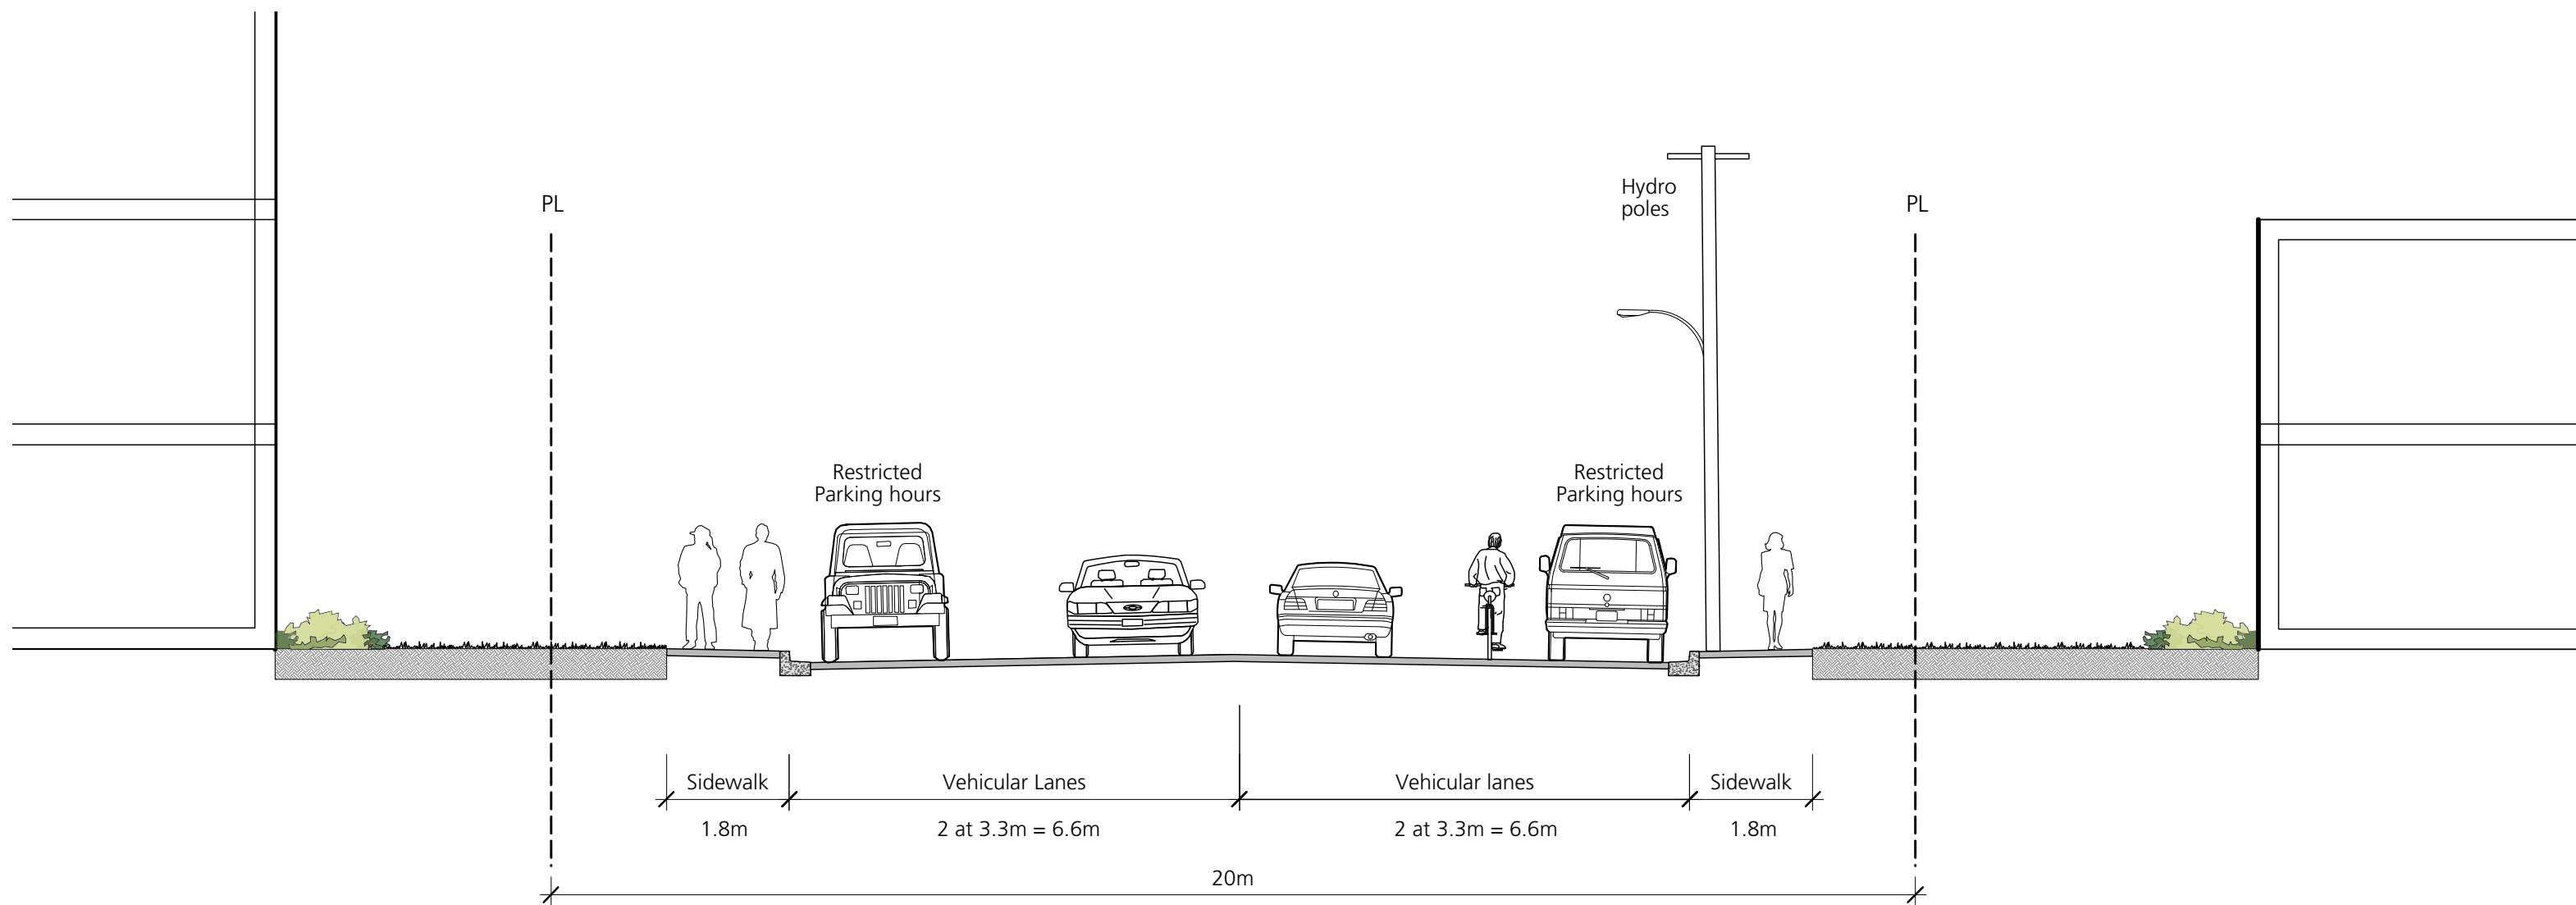 PL
Hydro
poles
PL
Restricted
Parking hours
Restricted
Parking hours
Sidewalk
Vehicular Lanes
Vehicular lanes
Sidewalk
1.8m
2 at 3.3m = 6.6m
2 at 3.3m = 6.6m
1.8m
20m